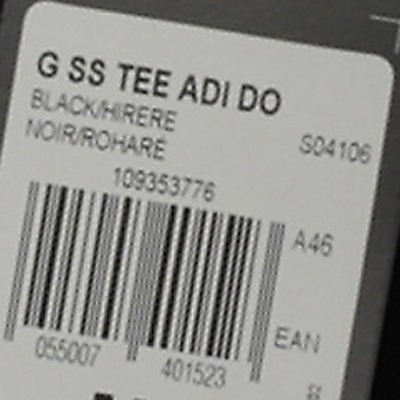 G SS TEE ADI DO
BLACK/HIRERE
NOIR/ROHARE
S04106
109353776
A46
EAN
055007
401523